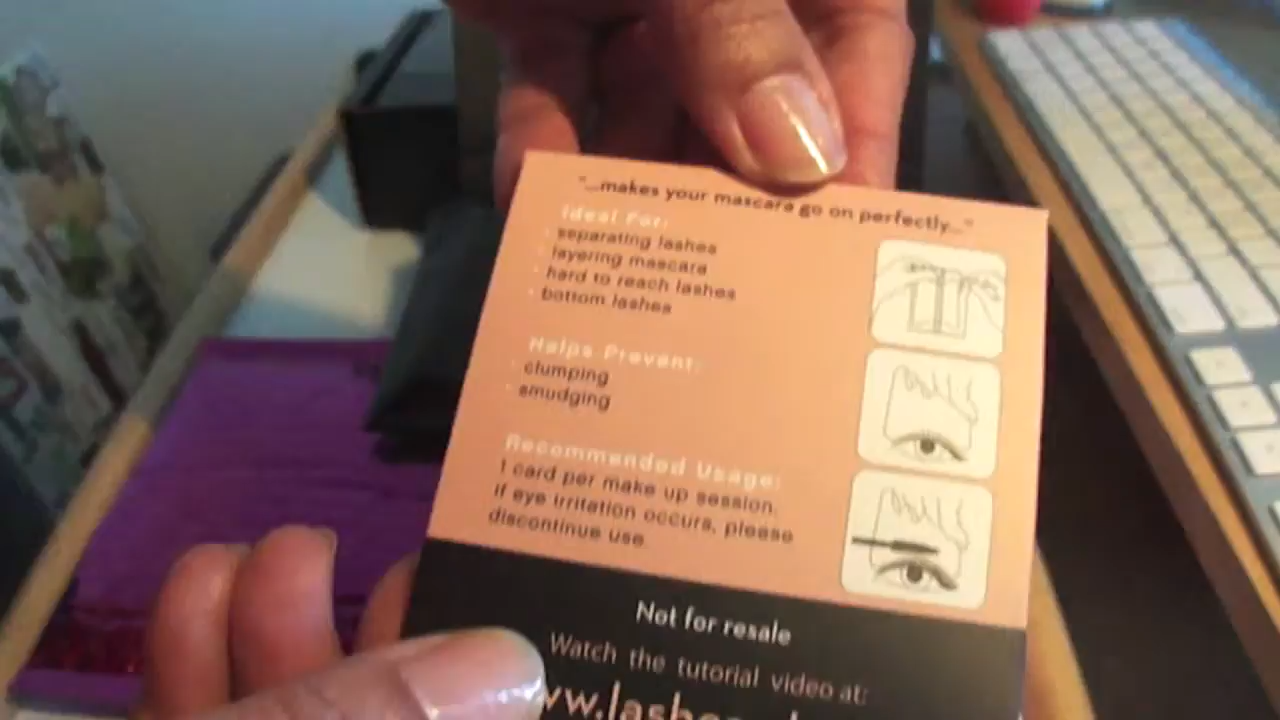 "...makes your mascara go on perfectly..."
Ideal For:
· separating lashes
· layering mascara
· hard to reach lashes
· bottom lashes
Helps Prevent:
· clumping
· smudging
Recommended Usage:
1 card per make up session.
If eye irritation occurs, please
discontinue use.
Not for resale
Watch the tutorial video at: